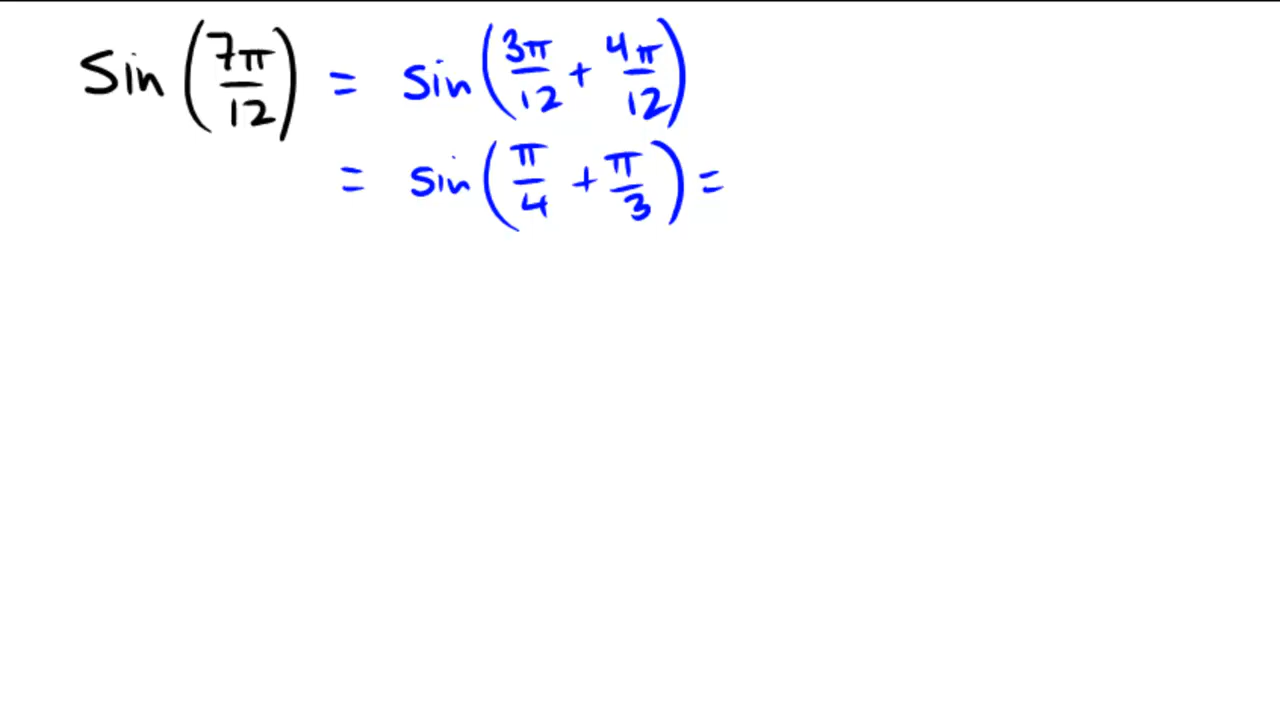 Sin(7π/12) = sin(3π/12 + 4π/12)
= sin(π/4 + π/3) =